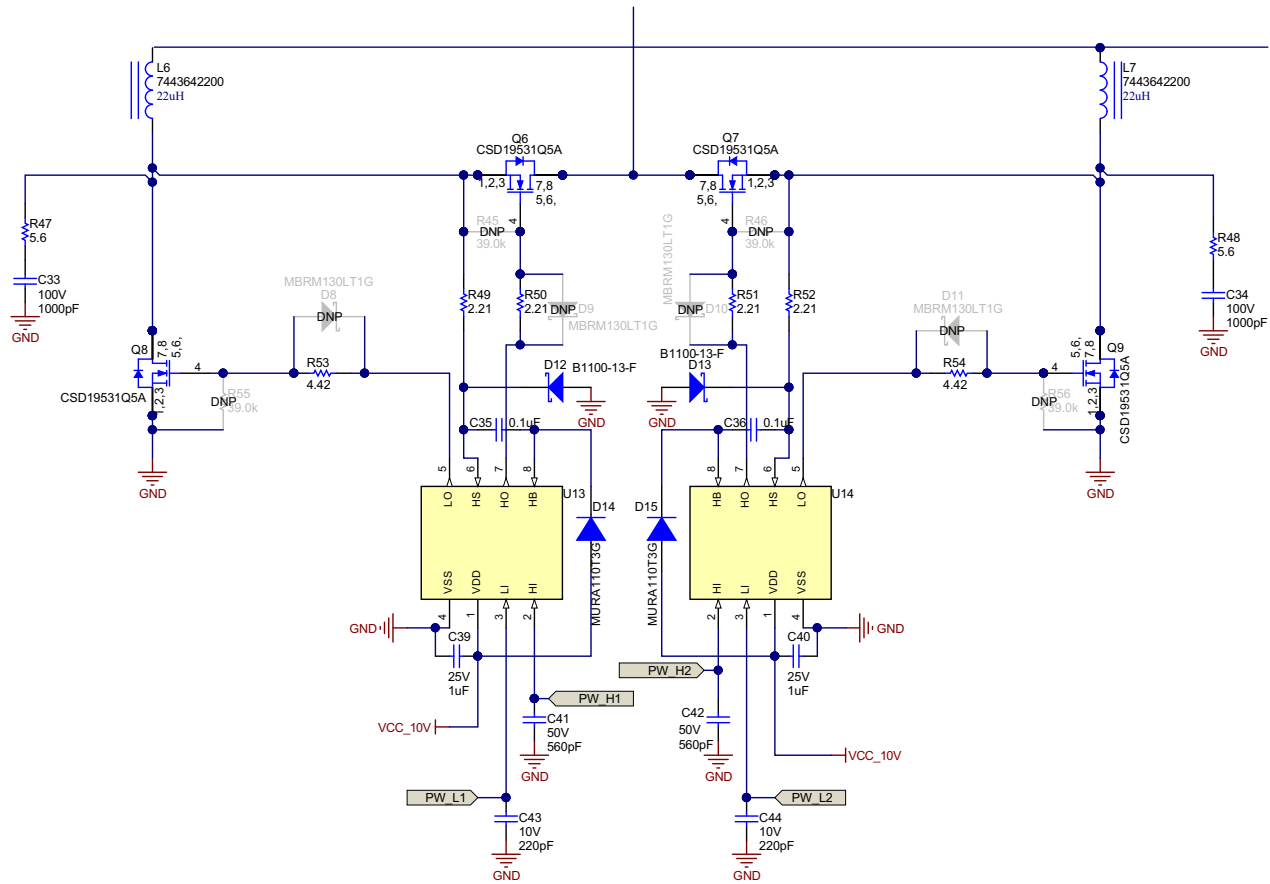 L6
7443642200
22uH
L7
7443642200
22uH
Q6
CSD19531Q5A
1,2,3
7,8
5,6,
4
Q7
CSD19531Q5A
7,8
5,6,
1,2,3
4
R45
DNP
39.0k
R46
DNP
39.0k
R47
5.6
C33
100V
1000pF
GND
R48
5.6
C34
100V
1000pF
GND
MBRM130LT1G
D8
DNP
R49
2.21
R50
2.21
DNP
D9
MBRM130LT1G
MBRM130LT1G
DNP
D10
R51
2.21
R52
2.21
D11
MBRM130LT1G
DNP
Q8
7,8
5,6,
4
1,2,3
CSD19531Q5A
R53
4.42
R55
DNP
39.0k
GND
D12
B1100-13-F
GND
B1100-13-F
D13
GND
R54
4.42
4
5,6,
7,8
Q9
1,2,3
CSD19531Q5A
R56
DNP
39.0k
GND
C35
0.1uF
C36
0.1uF
5
6
7
8
LO
HS
HO
HB
U13
D14
MURA110T3G
VSS
VDD
LI
HI
4
1
3
2
8
7
6
5
HB
HO
HS
LO
U14
D15
MURA110T3G
HI
LI
VDD
VSS
2
3
1
4
GND
C39
25V
1uF
C40
25V
1uF
GND
PW_H1
PW_H2
VCC_10V
C41
50V
560pF
GND
C42
50V
560pF
GND
VCC_10V
PW_L1
C43
10V
220pF
GND
PW_L2
C44
10V
220pF
GND